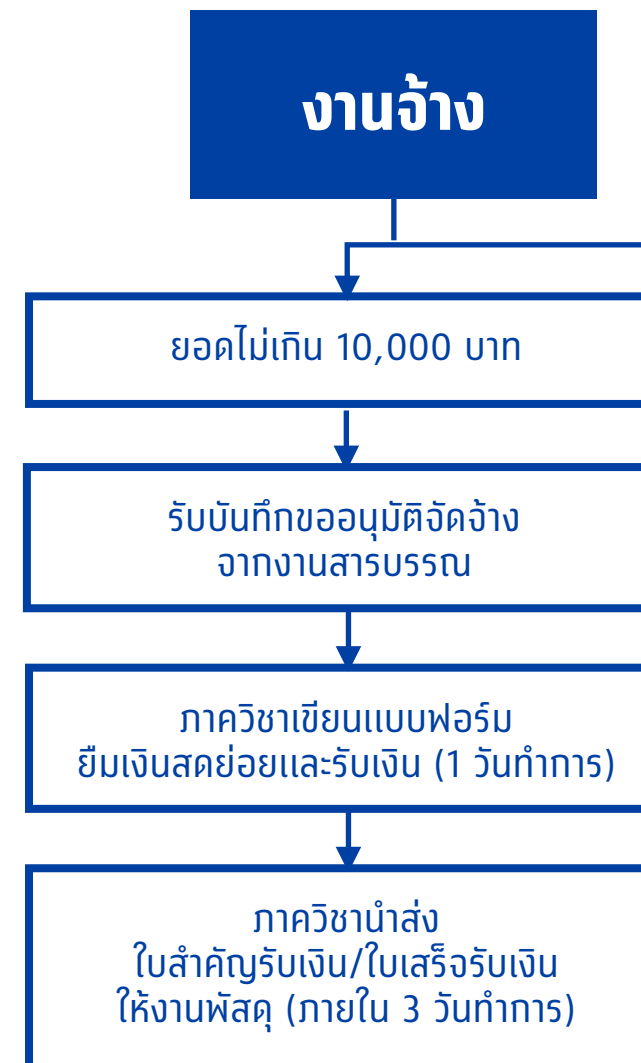 งานจ้าง
ยอดไม่เกิน 10,000 บาท
รับบันทึกขออนุมัติจัดจ้าง
จากงานสารบรรณ
ภาควิชาเขียนแบบฟอร์ม
ยืมเงินสดย่อยและรับเงิน (1 วันทำการ)
ภาควิชานำส่ง
ใบสำคัญรับเงิน/ใบเสร็จรับเงิน
ให้งานพัสดุ (ภายใน 3 วันทำการ)